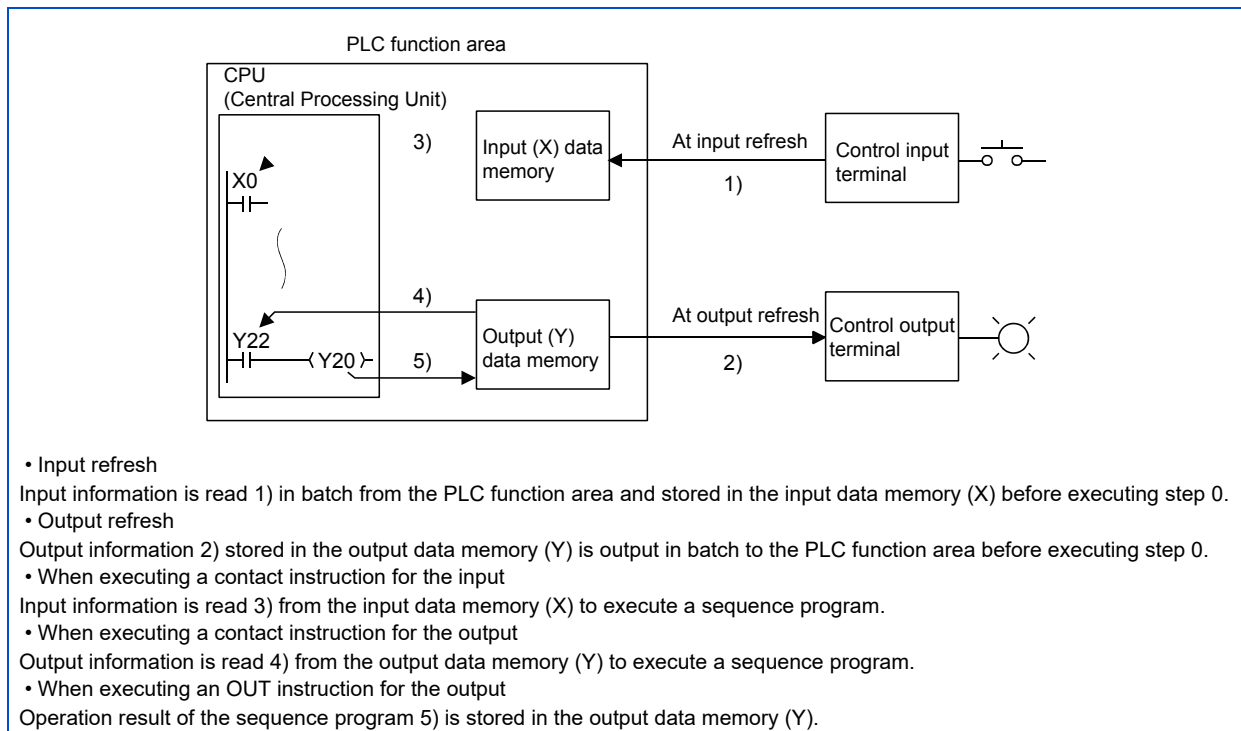 PLC function area
CPU
(Central Processing Unit)
3)
Input (X) data
memory
At input refresh
1)
Control input
terminal
X0
4)
Output (Y)
data memory
At output refresh
2)
Control output
terminal
Y22
Y20
5)
• Input refresh
Input information is read 1) in batch from the PLC function area and stored in the input data memory (X) before executing step 0.
• Output refresh
Output information 2) stored in the output data memory (Y) is output in batch to the PLC function area before executing step 0.
• When executing a contact instruction for the input
Input information is read 3) from the input data memory (X) to execute a sequence program.
• When executing a contact instruction for the output
Output information is read 4) from the output data memory (Y) to execute a sequence program.
• When executing an OUT instruction for the output
Operation result of the sequence program 5) is stored in the output data memory (Y).